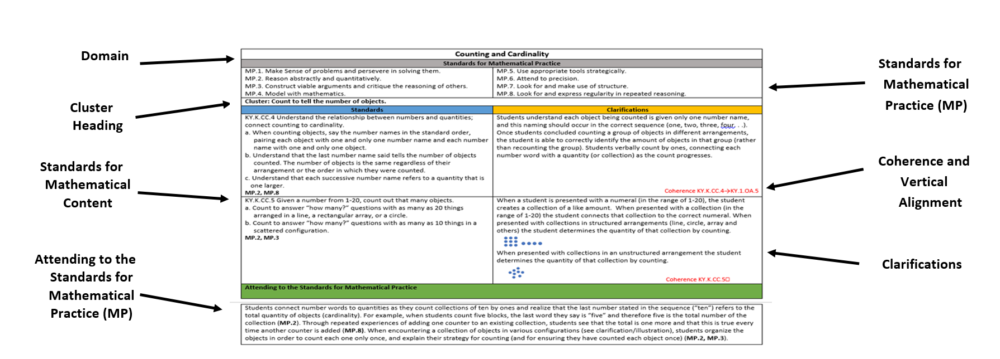 Domain
Cluster
Heading
Standards for
Mathematical
Content
Attending to the
Standards for
Mathematical
Practice (MP)
Counting and Cardinality
Standards for Mathematical Practice
MP.1. Make Sense of problems and persevere in solving them.
MP.2. Reason abstractly and quantitatively.
MP.3. Construct viable arguments and critique the reasoning of others.
MP.4. Model with mathematics.
MP.5. Use appropriate tools strategically.
MP.6. Attend to precision.
MP.7. Look for and make use of structure.
MP.8. Look for and express regularity in repeated reasoning.
Cluster: Count to tell the number of objects.
Standards
Clarifications
KY.K.CC.4 Understand the relationship between numbers and quantities;
connect counting to cardinality.
a. When counting objects, say the number names in the standard order,
pairing each object with one and only one number name and each number
name with one and only one object.
b. Understand that the last number name said tells the number of objects
counted. The number of objects is the same regardless of their
arrangement or the order in which they were counted.
c. Understand that each successive number name refers to a quantity that is
one larger.
MP.2, MP.8
Students understand each object being counted is given only one number name,
and this naming should occur in the correct sequence (one, two, three, four. . .).
Once students concluded counting a group of objects in different arrangements,
the student is able to correctly identify the amount of objects in that group (rather
than recounting the group). Students verbally count by ones, connecting each
number word with a quantity (or collection) as the count progresses.
Coherence KY.K.CC.4→KY.1.OA.5
KY.K.CC.5 Given a number from 1-20, count out that many objects.
a. Count to answer “how many?” questions with as many as 20 things
arranged in a line, a rectangular array, or a circle.
b. Count to answer “how many?” questions with as many as 10 things in a
scattered configuration.
MP.2, MP.3
When a student is presented with a numeral (in the range of 1-20), the student
creates a collection of a like amount. When presented with a collection (in the
range of 1-20) the student connects that collection to the correct numeral. When
presented with collections in structured arrangements (line, circle, array and
others) the student determines the quantity of that collection by counting.
When presented with collections in an unstructured arrangement the student
determines the quantity of that collection by counting.
Coherence KY.K.CC.5□
Attending to the Standards for Mathematical Practice
Students connect number words to quantities as they count collections of ten by ones and realize that the last number stated in the sequence (“ten”) refers to the
total quantity of objects (cardinality). For example, when students count five blocks, the last word they say is “five” and therefore five is the total number of the
collection (MP.2). Through repeated experiences of adding one counter to an existing collection, students see that the total is one more and that this is true every
time another counter is added (MP.8). When encountering a collection of objects in various configurations (see clarification/illustration), students organize the
objects in order to count each one only once, and explain their strategy for counting (and for ensuring they have counted each object once) (MP.2, MP.3).
Standards for
Mathematical
Practice (MP)
Coherence and
Vertical
Alignment
Clarifications